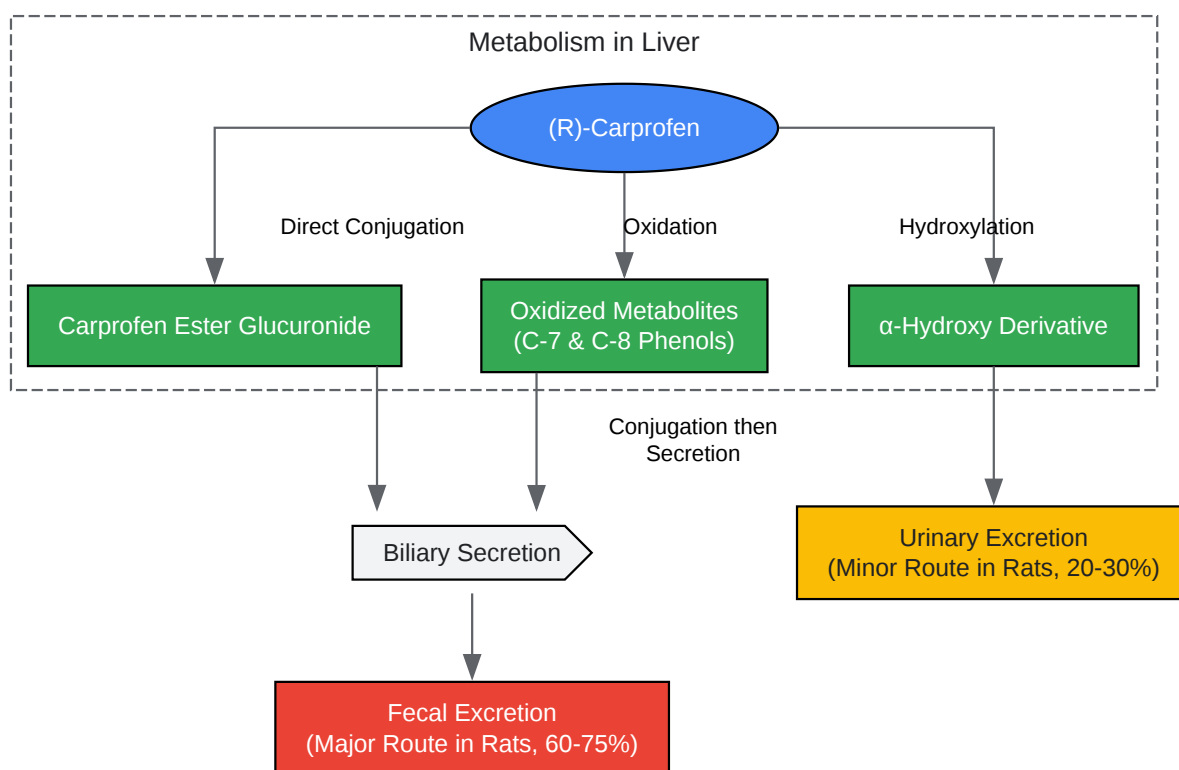 Metabolism in Liver
(R)-Carprofen
Direct Conjugation
Oxidation
Hydroxylation
Carprofen Ester Glucuronide
Oxidized Metabolites
(C-7 & C-8 Phenols)
α-Hydroxy Derivative
Conjugation then
Secretion
Biliary Secretion
Urinary Excretion
(Minor Route in Rats, 20-30%)
Fecal Excretion
(Major Route in Rats, 60-75%)